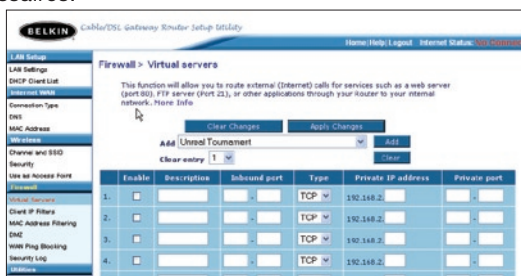 BELKIN
Cable/DSL Gateway Router Setup Utility
Home|Help|Logout Internet Status:
LAN Setup
LAN Settings
DHCP Client List
Internet WAN
Connection Type
DNS
MAC Address
Wireless
Channel and SSID
Security
Use as Access Point
Firewall
Virtual Servers
Client IP Filters
MAC Address Filtering
DMZ
WAN Ping Blocking
Security Log
Utilities
Firewall > Virtual servers
This function will allow you to route external (Internet) calls for services such as a web server
(port 80), FTP server (Port 21), or other applications through your Router to your internal
network. More Info
Clear Changes Apply Changes
Add Unreal Tournament Add
Clear entry 1 Clear
Enable Description Inbound port Type Private IP address Private port
1. - TCP 192.168.2. -
2. - TCP 192.168.2. -
3. - TCP 192.168.2. -
4. - TCP 192.168.2. -